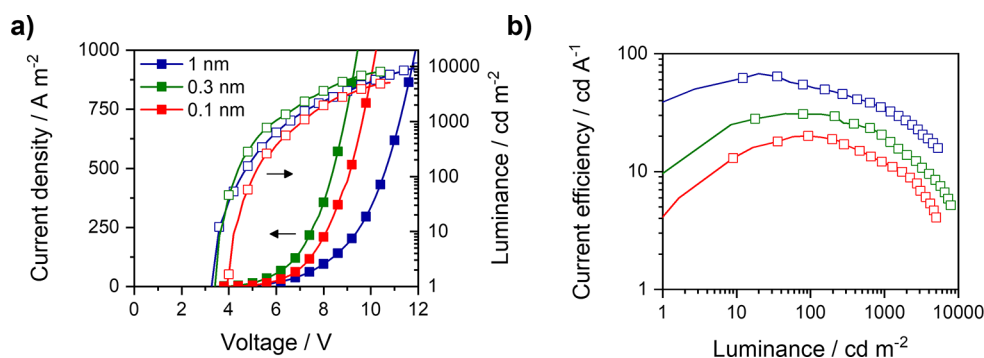 a)
Current density / A m-2
1000
750
500
250
0
1 nm
0.3 nm
0.1 nm
10000
1000
100
10
1
Luminance / cd m-2
0 2 4 6 8 10 12
Voltage / V
b)
Current efficiency / cd A-1
100
10
1
1 10 100 1000 10000
Luminance / cd m-2